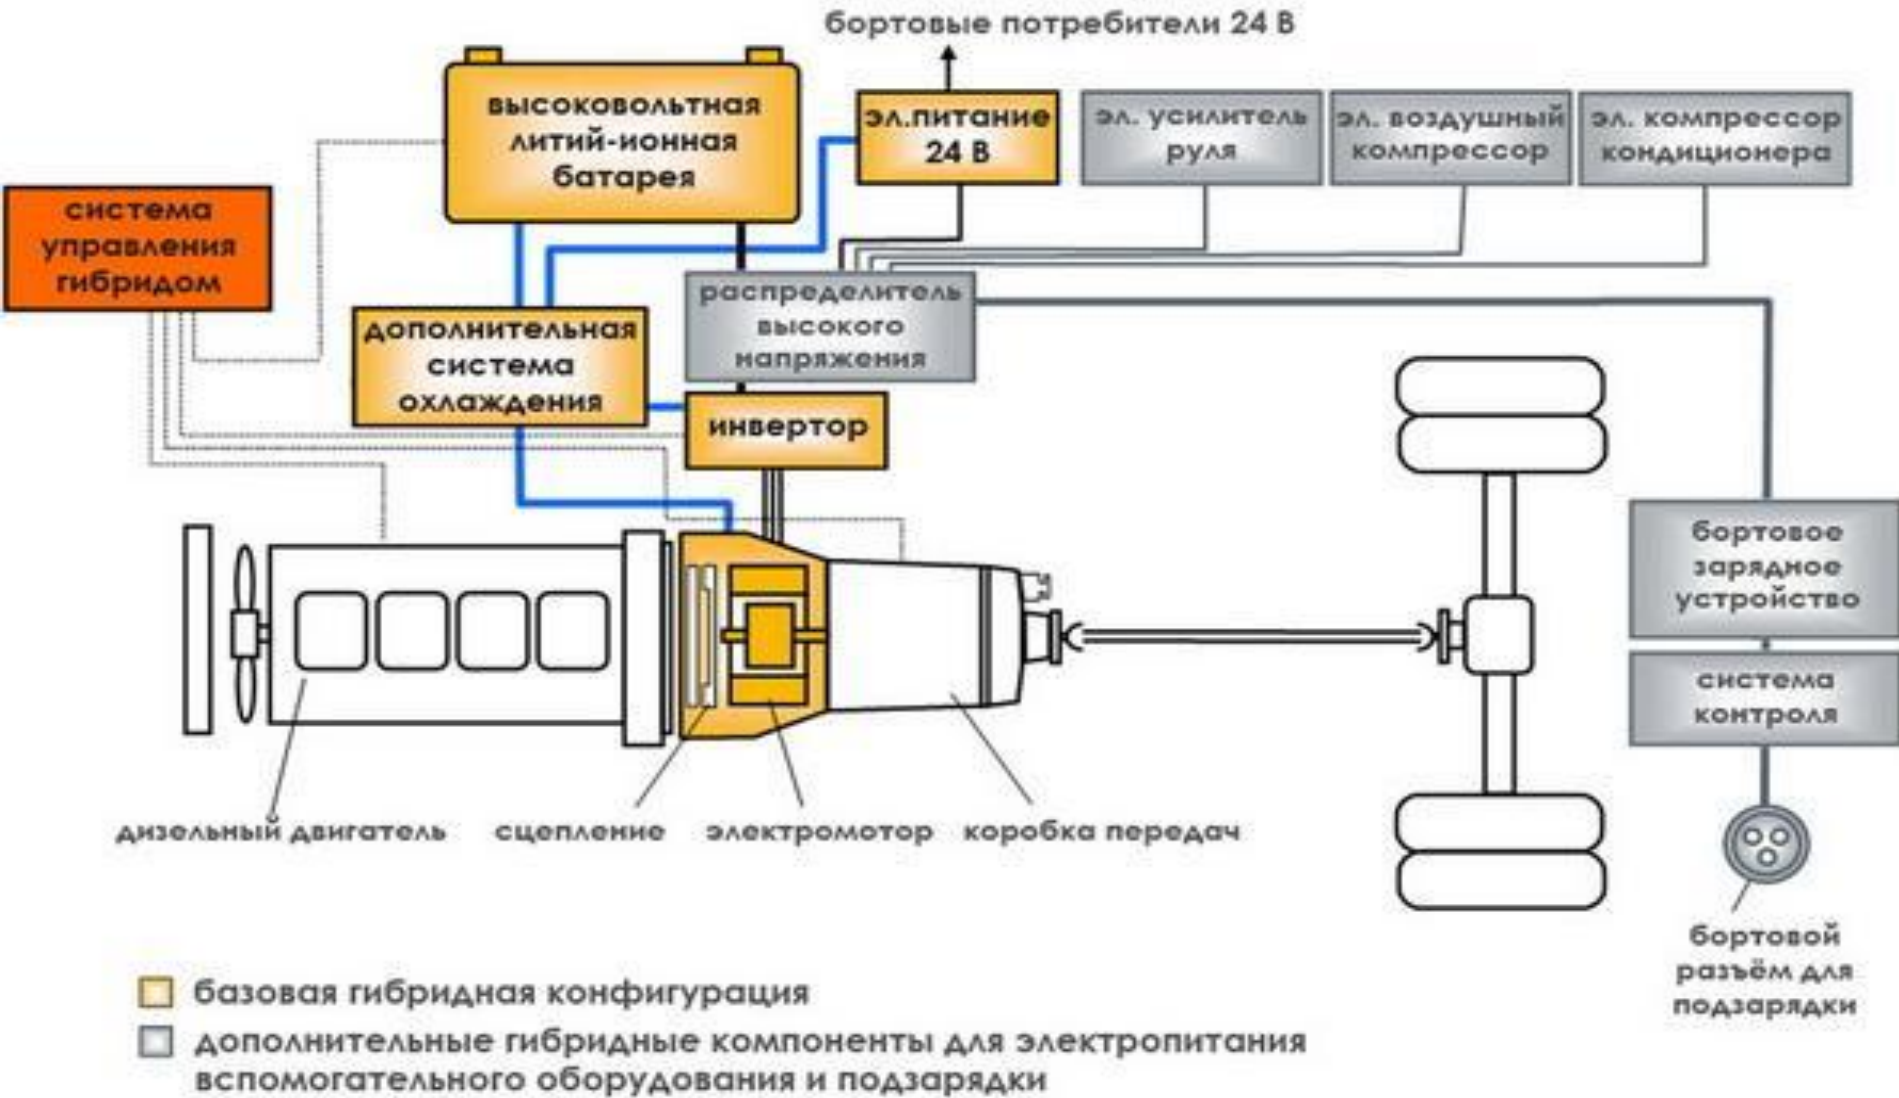 бортовые потребители 24 В
высоковольтная
литий-ионная
батарея
эл.питание
24 В
эл. усилитель
руля
эл. воздушный
компрессор
эл. компрессор
кондиционера
система
управления
гибридом
дополнительная
система
охлаждения
распределитель
высокого
напряжения
инвертор
бортовое
зарядное
устройство
система
контроля
дизельный двигатель
сцепление
электромотор
коробка передач
бортовой
разъём для
подзарядки
базовая гибридная конфигурация
дополнительные гибридные компоненты для электропитания
вспомогательного оборудования и подзарядки